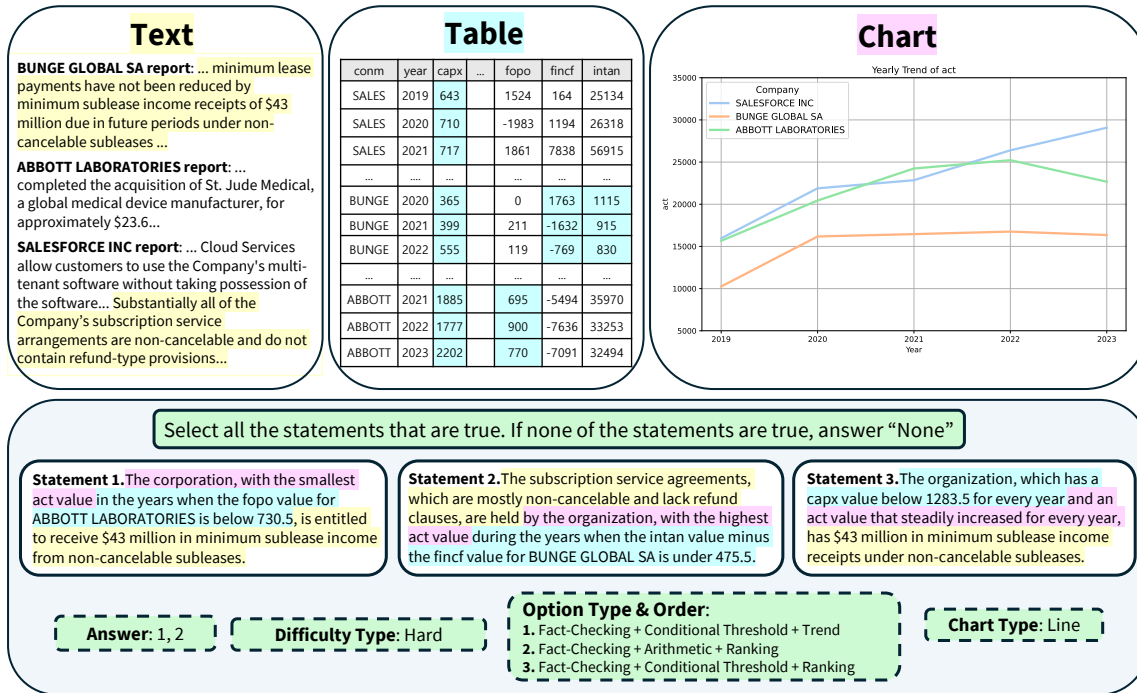 Text
BUNGE GLOBAL SA report: ... minimum lease
payments have not been reduced by
minimum sublease income receipts of $43
million due in future periods under non-
cancelable subleases ...
ABBOTT LABORATORIES report: ...
completed the acquisition of St. Jude Medical,
a global medical device manufacturer, for
approximately $23.6...
SALESFORCE INC report: ... Cloud Services
allow customers to use the Company's multi-
tenant software without taking possession of
the software... Substantially all of the
Company's subscription service
arrangements are non-cancelable and do not
contain refund-type provisions...
Table
conm year capx ... fopo fincf intan
SALES 2019 643 1524 164 25134
SALES 2020 710 -1983 1194 26318
SALES 2021 717 1861 7838 56915
... ... ... ... ... ...
BUNGE 2020 365 0 1763 1115
BUNGE 2021 399 211 -1632 915
BUNGE 2022 555 119 -769 830
... ... ... ... ... ...
ABBOTT 2021 1885 695 -5494 35970
ABBOTT 2022 1777 900 -7636 33253
ABBOTT 2023 2202 770 -7091 32494
Chart
Yearly Trend of act
Company
SALESFORCE INC
BUNGE GLOBAL SA
ABBOTT LABORATORIES
35000
30000
25000
20000
15000
10000
5000
act
2019 2020 2021 2022 2023
Year
Select all the statements that are true. If none of the statements are true, answer “None”
Statement 1.The corporation, with the smallest
act value in the years when the fopo value for
ABBOTT LABORATORIES is below 730.5, is entitled
to receive $43 million in minimum sublease income
from non-cancelable subleases.
Statement 2.The subscription service agreements,
which are mostly non-cancelable and lack refund
clauses, are held by the organization, with the highest
act value during the years when the intan value minus
the fincf value for BUNGE GLOBAL SA is under 475.5.
Statement 3.The organization, which has a
capx value below 1283.5 for every year and an
act value that steadily increased for every year,
has $43 million in minimum sublease income
receipts under non-cancelable subleases.
Answer: 1, 2
Difficulty Type: Hard
Option Type & Order:
1. Fact-Checking + Conditional Threshold + Trend
2. Fact-Checking + Arithmetic + Ranking
3. Fact-Checking + Conditional Threshold + Ranking
Chart Type: Line